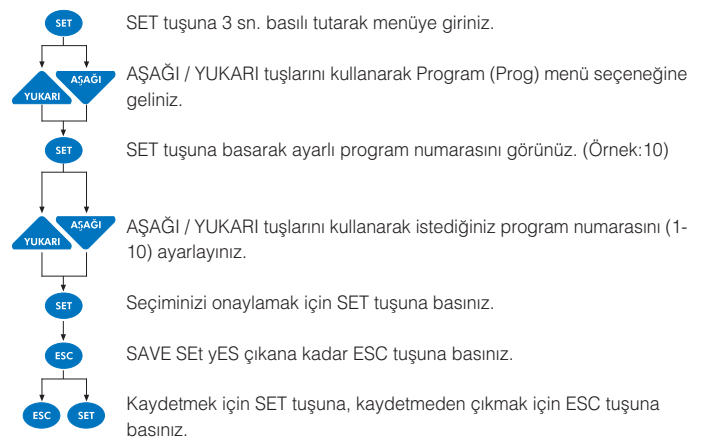 SET
SET tuşuna 3 sn. basılı tutarak menüye giriniz.
YUKARI
AŞAĞI
AŞAĞI / YUKARI tuşlarını kullanarak Program (Prog) menü seçeneğine
geliniz.
SET
SET tuşuna basarak ayarlı program numarasını görünüz. (Örnek:10)
YUKARI
AŞAĞI
AŞAĞI / YUKARI tuşlarını kullanarak istediğiniz program numarasını (1-
10) ayarlayınız.
SET
Seçiminizi onaylamak için SET tuşuna basınız.
ESC
SAVE SEt yES çıkana kadar ESC tuşuna basınız.
ESC
SET
Kaydetmek için SET tuşuna, kaydetmeden çıkmak için ESC tuşuna
basınız.